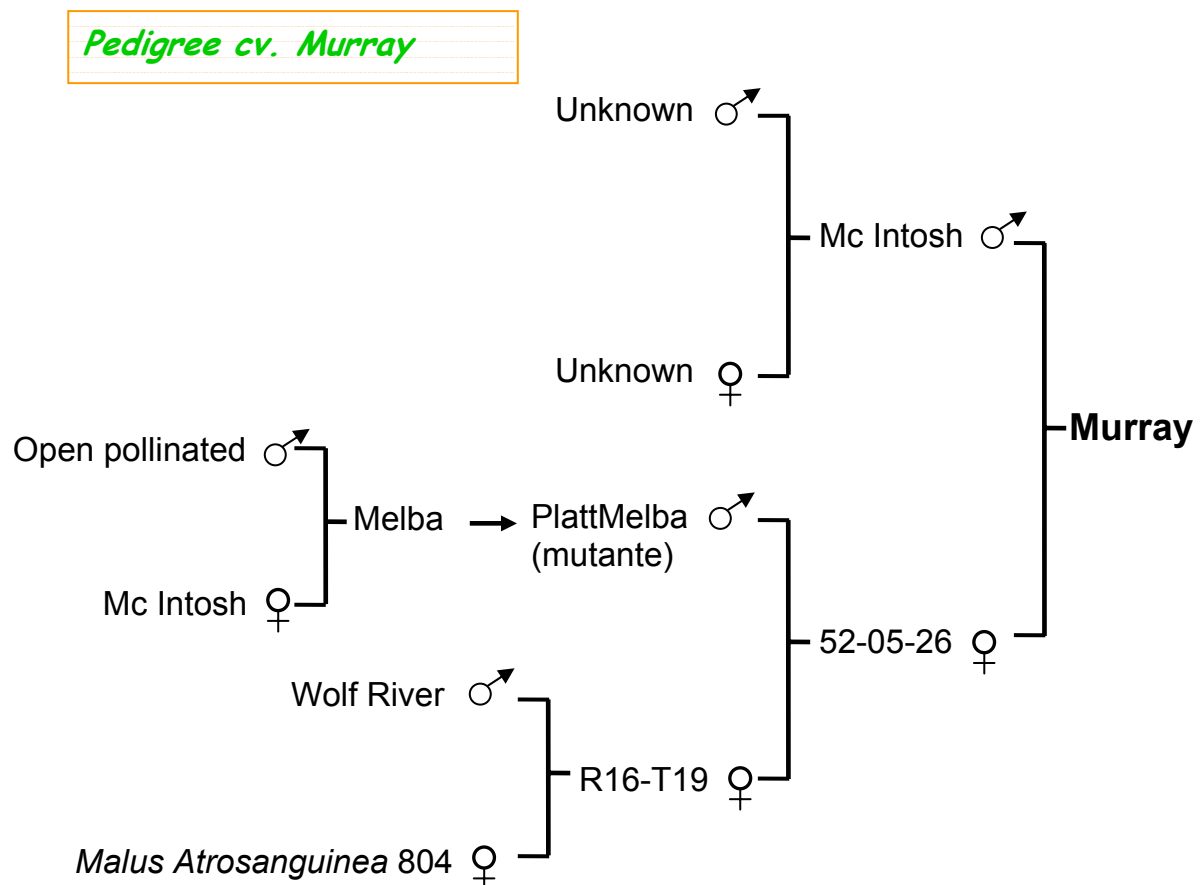 Pedigree cv. Murray
Unknown
Mc Intosh
Unknown
Murray
Open pollinated
Melba
PlattMelba
(mutante)
Mc Intosh
52-05-26
Wolf River
R16-T19
Malus Atrosanguinea 804